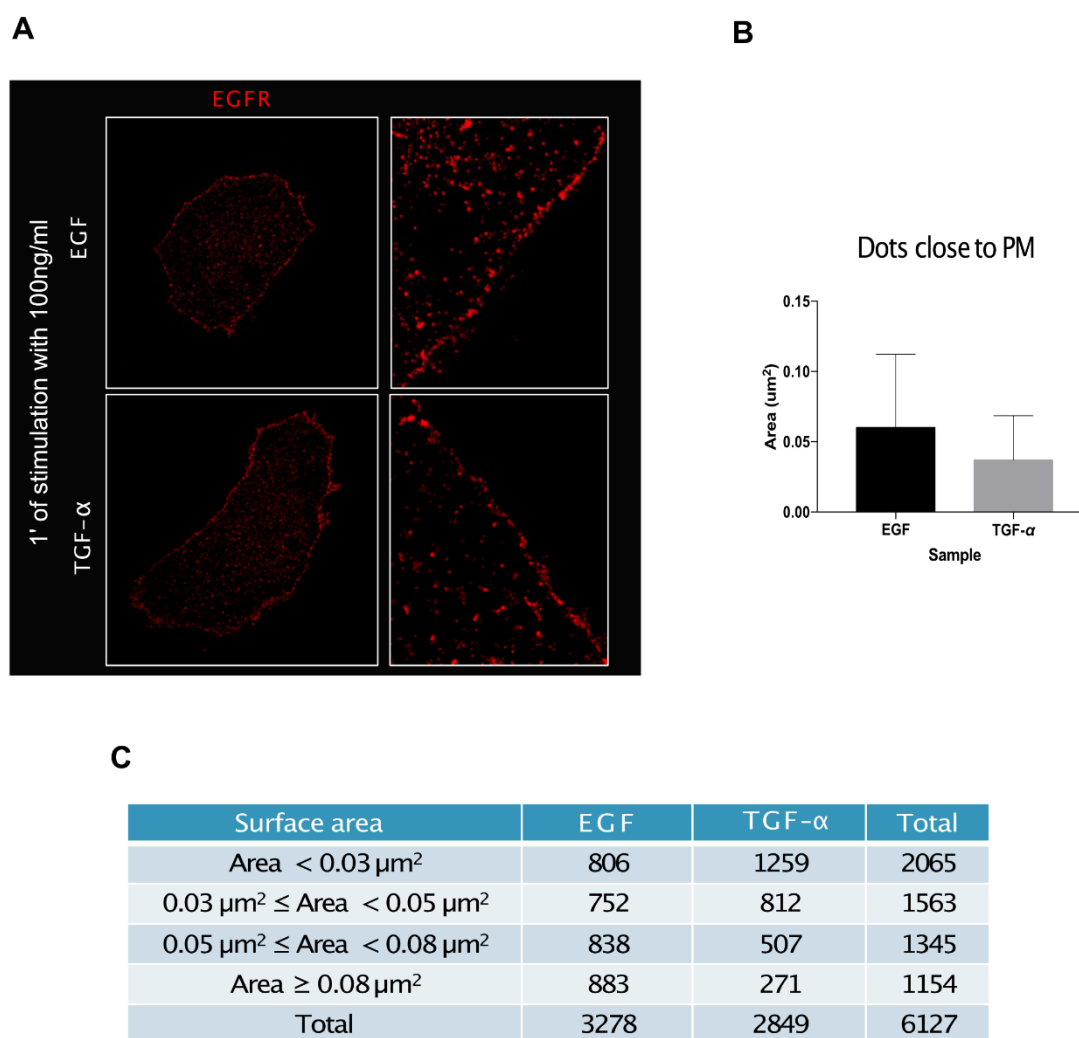 A
EGFR
1' of stimulation with 100ng/ml
EGF
TGF-α
B
Dots close to PM
0.15
0.10
0.05
0.00
Area (um²)
EGF
TGF-α
Sample
C
Surface area EGF TGF-α Total
Area < 0.03 µm² 806 1259 2065
0.03 µm² ≤ Area < 0.05 µm² 752 812 1563
0.05 µm² ≤ Area < 0.08 µm² 838 507 1345
Area ≥ 0.08 µm² 883 271 1154
Total 3278 2849 6127